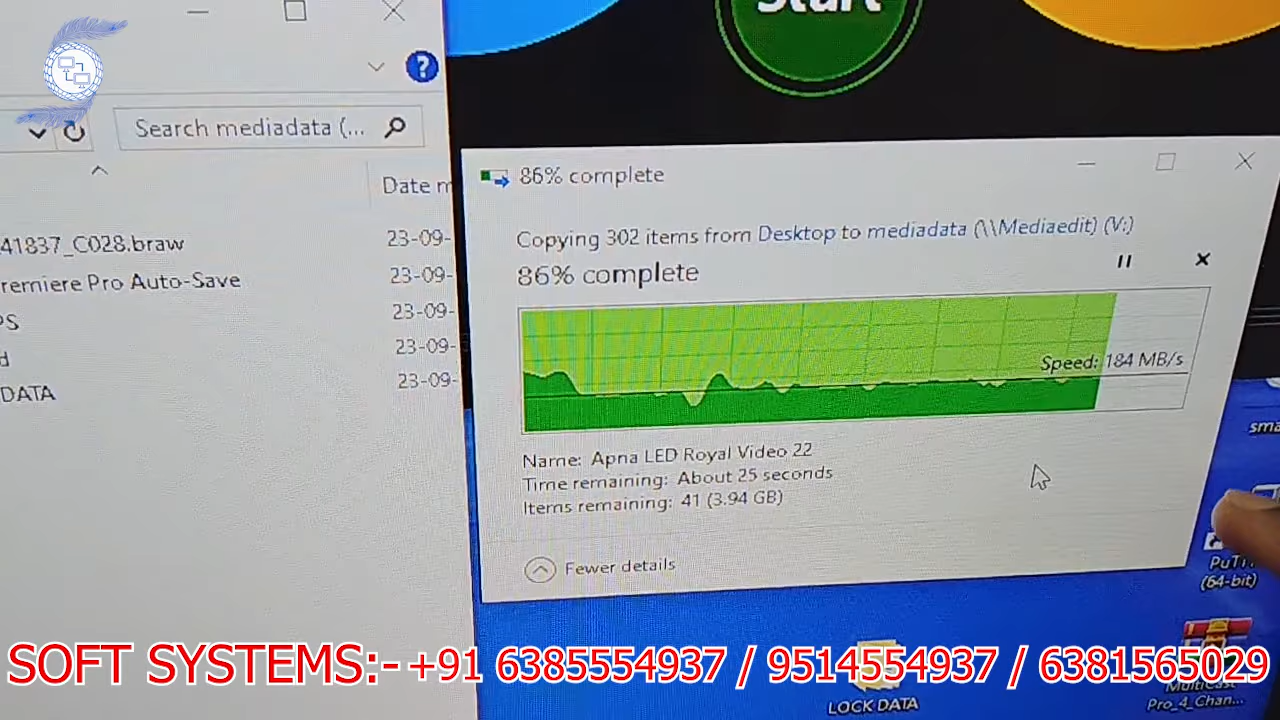 Start
Search mediadata (...
86% complete
Date m
Copying 302 items from Desktop to mediadata (\\Mediaedit) (V:)
86% complete
41837_C028.braw 23-09-
remiere Pro Auto-Save 23-09-
PS 23-09-
d 23-09-
DATA 23-09-
Speed: 184 MB/s
Name: Apna LED Royal Video 22
Time remaining: About 25 seconds
Items remaining: 41 (3.94 GB)
Fewer details
sma
PuTT
(64-bit)
SOFT SYSTEMS:-+91 6385554937 / 9514554937 / 6381565029
LOCK DATA
MultiCast
Pro_4_Chan...